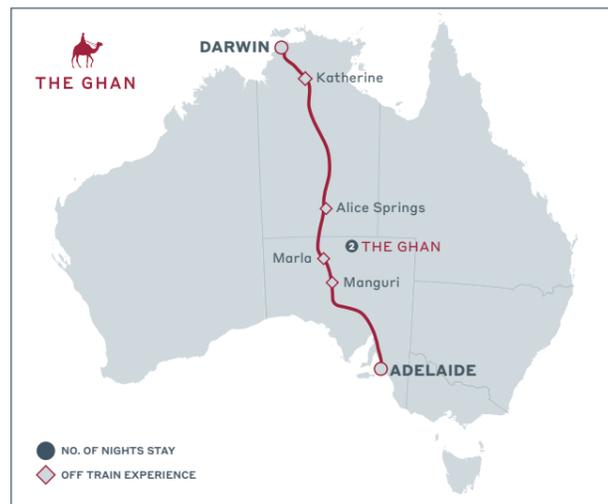 THE GHAN
DARWIN
Katherine
Alice Springs
2 THE GHAN
Marla
Manguri
ADELAIDE
NO. OF NIGHTS STAY
OFF TRAIN EXPERIENCE